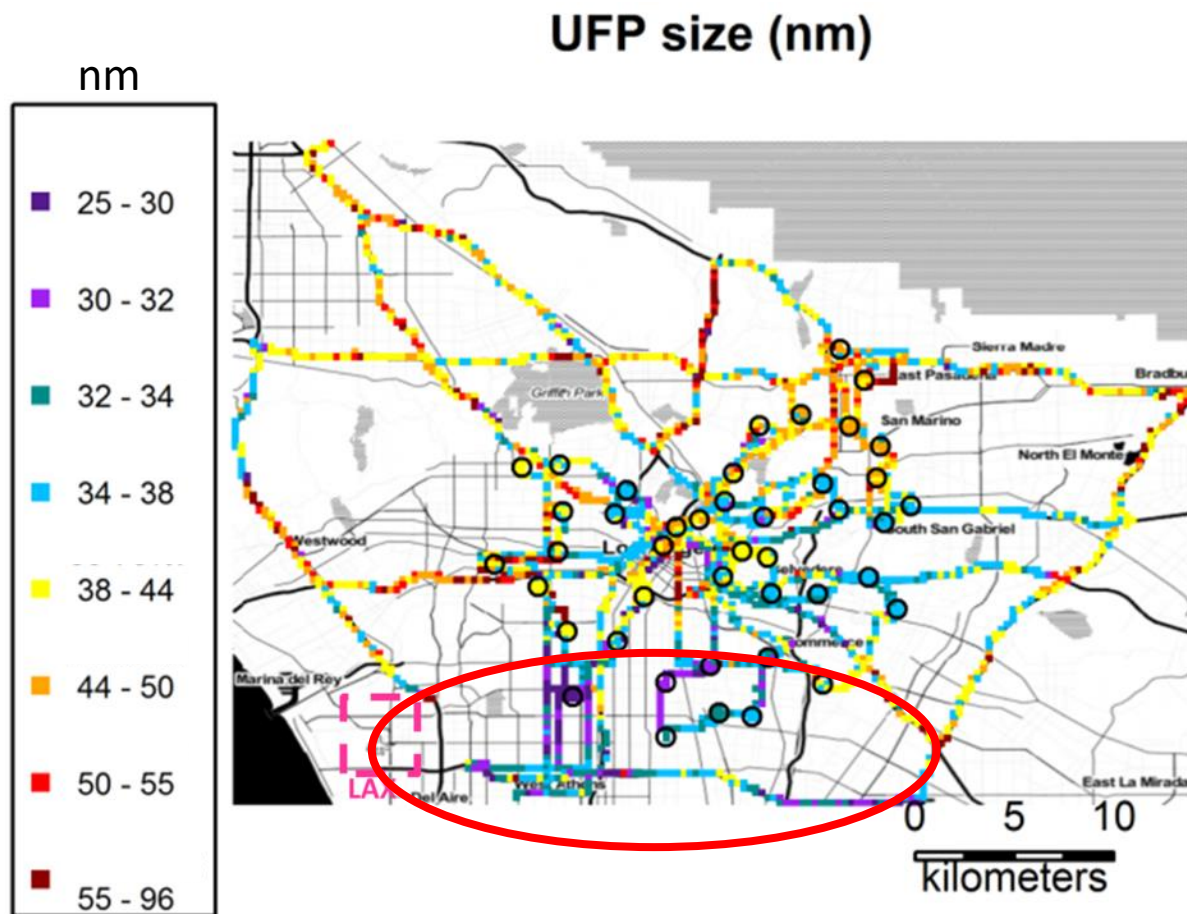 UFP size (nm)
nm
25 - 30
30 - 32
32 - 34
34 - 38
38 - 44
44 - 50
50 - 55
55 - 96
Sierra Madre
East Pasadena
Bradbu
Griffith Park
San Marino
North El Monte
South San Gabriel
Westwood
Belvedere
Commerce
Marina del Rey
LAX
Del Aire
West Athens
East La Mirada
0 5 10
kilometers